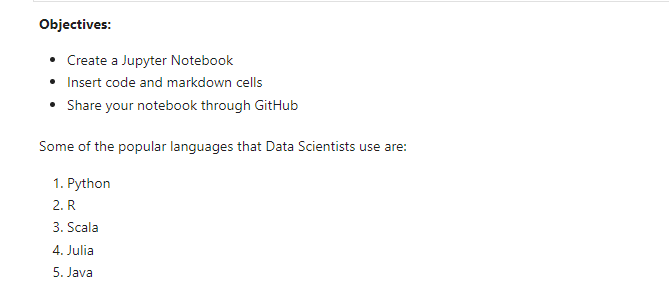 Objectives:
• Create a Jupyter Notebook
• Insert code and markdown cells
• Share your notebook through GitHub
Some of the popular languages that Data Scientists use are:
1. Python
2. R
3. Scala
4. Julia
5. Java